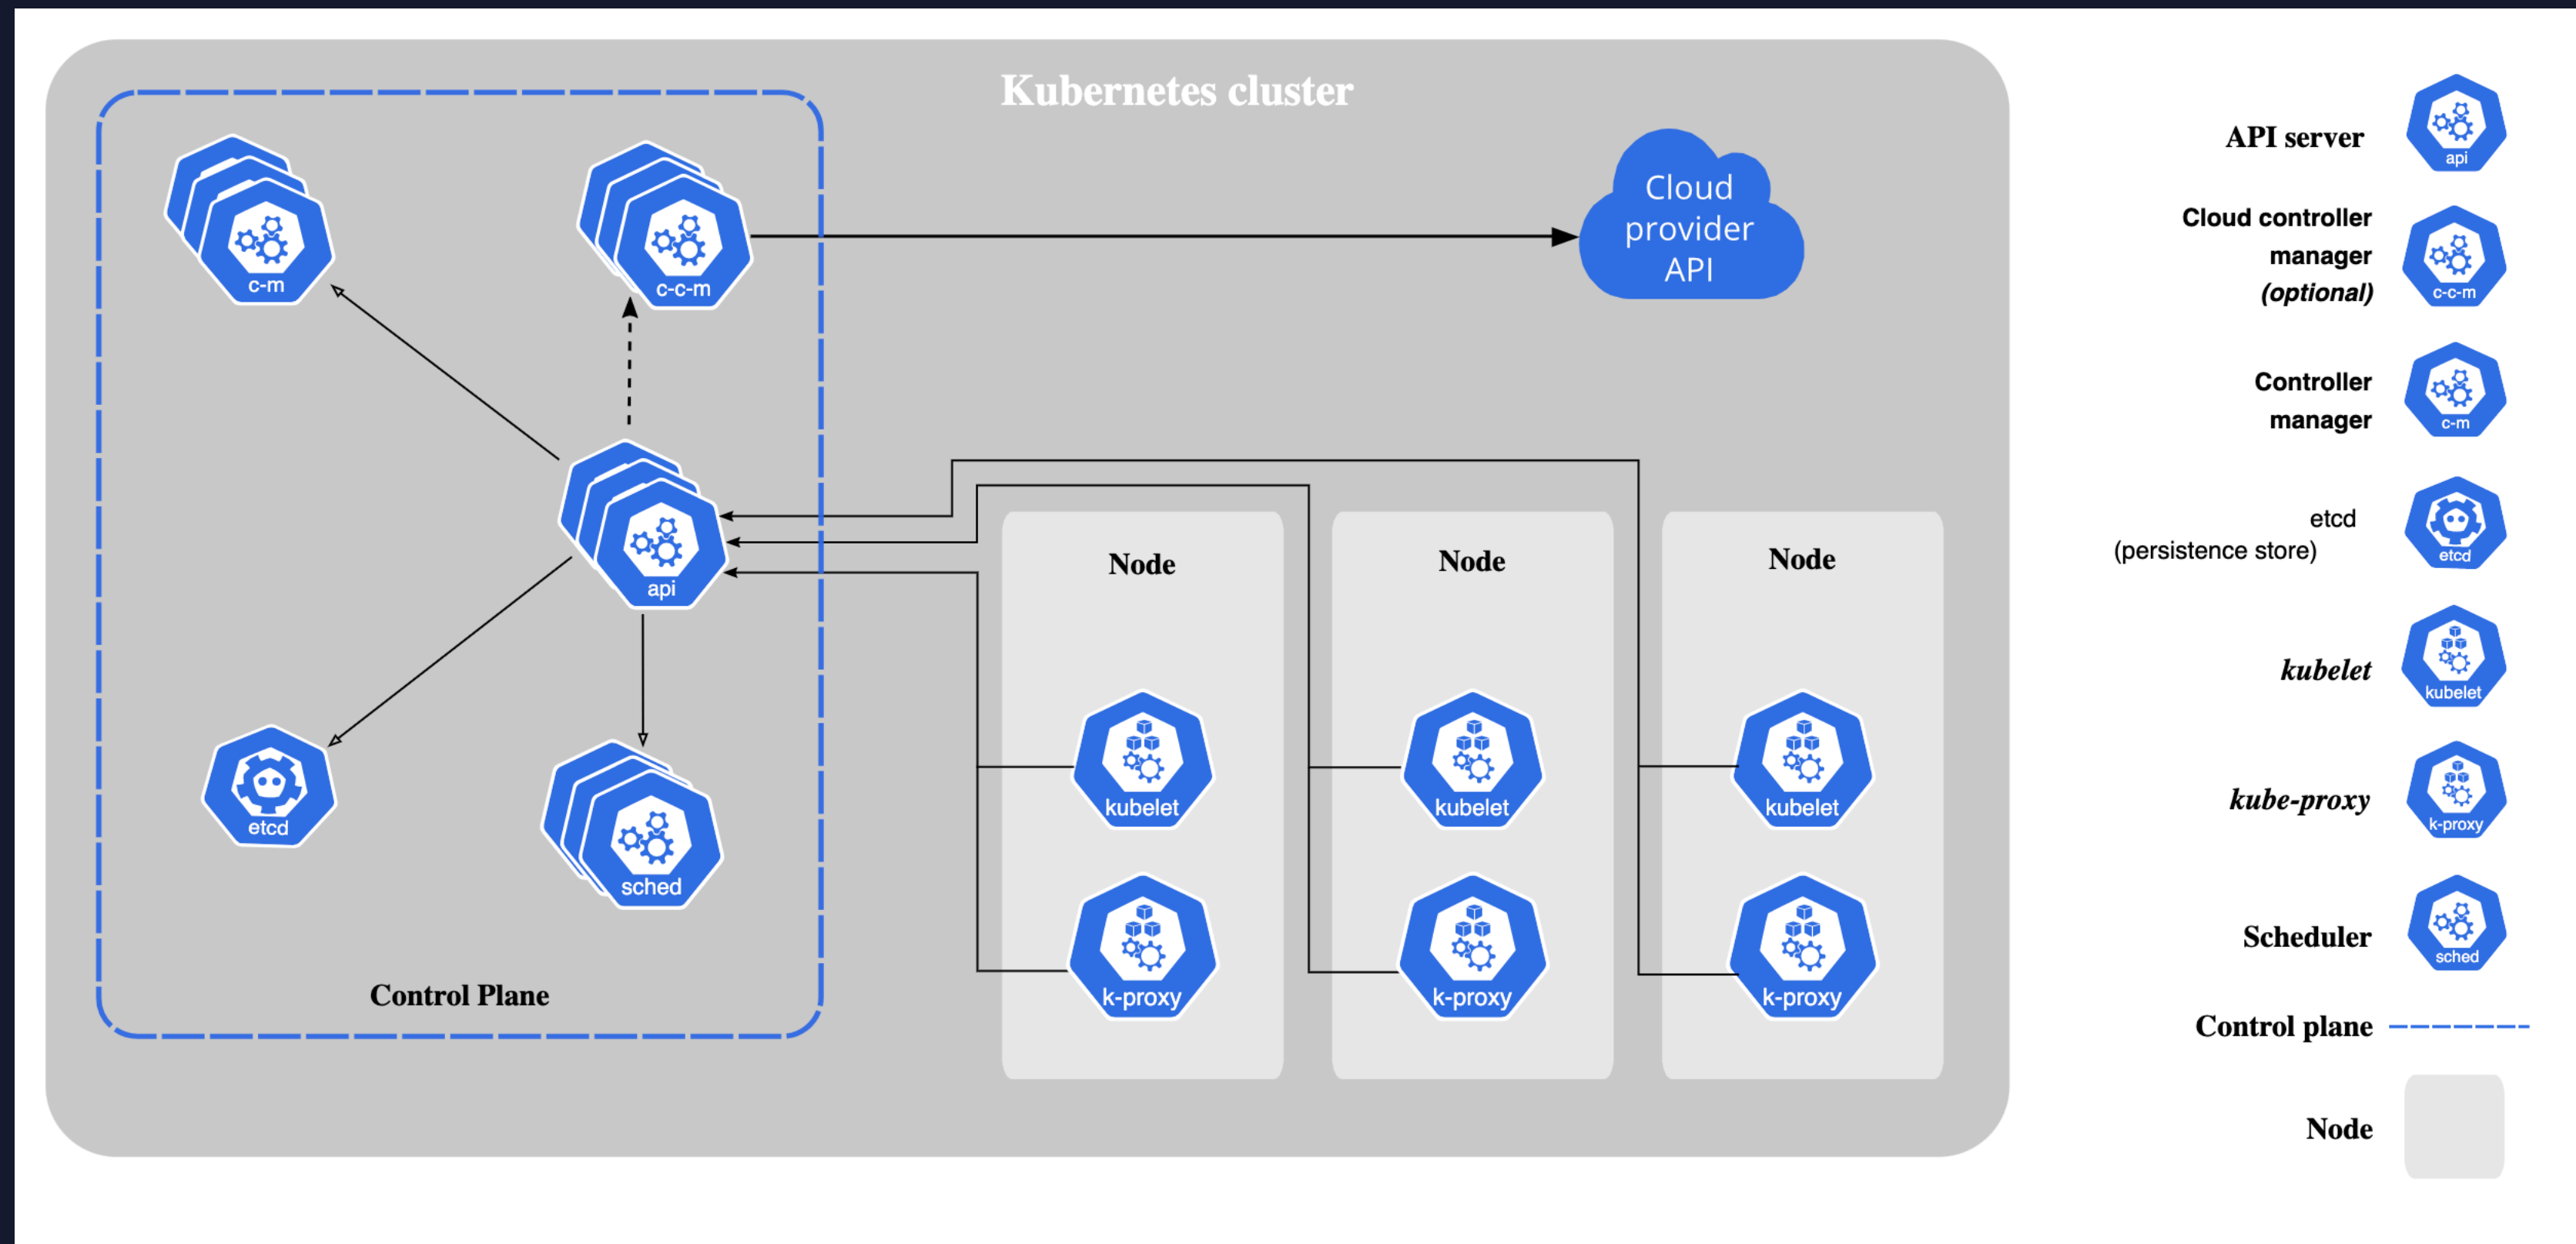 Kubernetes cluster
c-m
c-c-m
Cloud
provider
API
api
etcd
sched
Control Plane
Node
kubelet
k-proxy
Node
kubelet
k-proxy
Node
kubelet
k-proxy
API server
api
Cloud controller
manager
(optional)
c-c-m
Controller
manager
c-m
etcd
(persistence store)
etcd
kubelet
kubelet
kube-proxy
k-proxy
Scheduler
sched
Control plane
Node